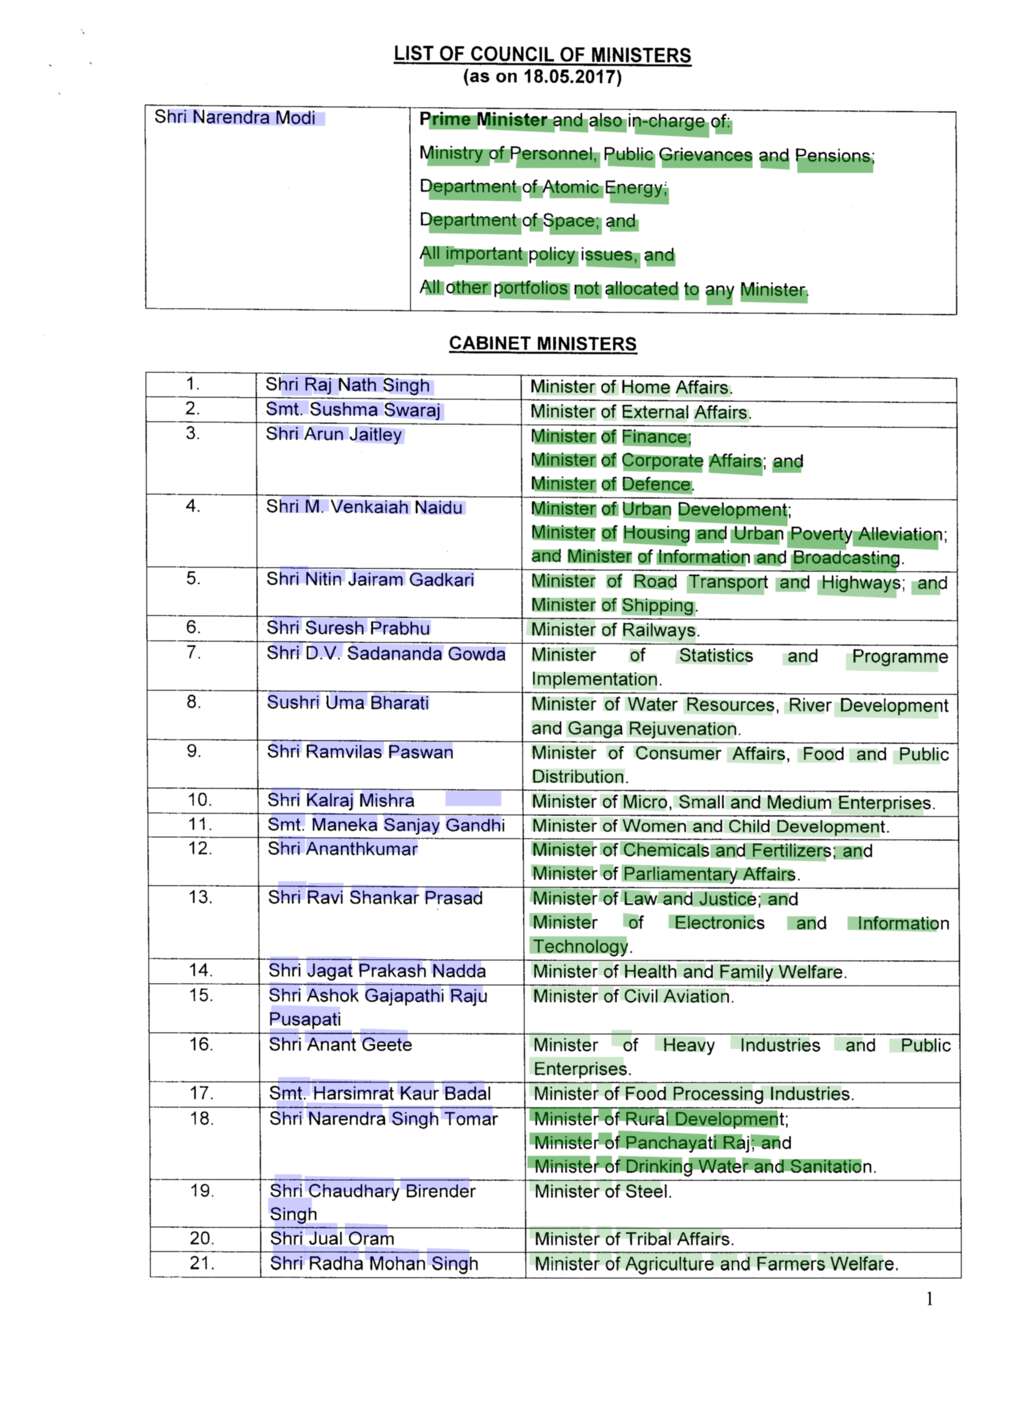 LIST OF COUNCIL OF MINISTERS
(as on 18.05.2017)
Shri Narendra Modi
Prime Minister and also in-charge of:
Ministry of Personnel, Public Grievances and Pensions;
Department of Atomic Energy;
Department of Space; and
All important policy issues, and
All other portfolios not allocated to any Minister.
CABINET MINISTERS
1. Shri Raj Nath Singh Minister of Home Affairs.
2. Smt. Sushma Swaraj Minister of External Affairs.
3. Shri Arun Jaitley Minister of Finance;
Minister of Corporate Affairs; and
Minister of Defence.
4. Shri M. Venkaiah Naidu Minister of Urban Development;
Minister of Housing and Urban Poverty Alleviation;
and Minister of Information and Broadcasting.
5. Shri Nitin Jairam Gadkari Minister of Road Transport and Highways; and
Minister of Shipping.
6. Shri Suresh Prabhu Minister of Railways.
7. Shri D.V. Sadananda Gowda Minister of Statistics and Programme
Implementation.
8. Sushri Uma Bharati Minister of Water Resources, River Development
and Ganga Rejuvenation.
9. Shri Ramvilas Paswan Minister of Consumer Affairs, Food and Public
Distribution.
10. Shri Kalraj Mishra Minister of Micro, Small and Medium Enterprises.
11. Smt. Maneka Sanjay Gandhi Minister of Women and Child Development.
12. Shri Ananthkumar Minister of Chemicals and Fertilizers; and
Minister of Parliamentary Affairs.
13. Shri Ravi Shankar Prasad Minister of Law and Justice; and
Minister of Electronics and Information
Technology.
14. Shri Jagat Prakash Nadda Minister of Health and Family Welfare.
15. Shri Ashok Gajapathi Raju Minister of Civil Aviation.
Pusapati
16. Shri Anant Geete Minister of Heavy Industries and Public
Enterprises.
17. Smt. Harsimrat Kaur Badal Minister of Food Processing Industries.
18. Shri Narendra Singh Tomar Minister of Rural Development;
Minister of Panchayati Raj; and
Minister of Drinking Water and Sanitation.
19. Shri Chaudhary Birender Minister of Steel.
Singh
20. Shri Jual Oram Minister of Tribal Affairs.
21. Shri Radha Mohan Singh Minister of Agriculture and Farmers Welfare.
1